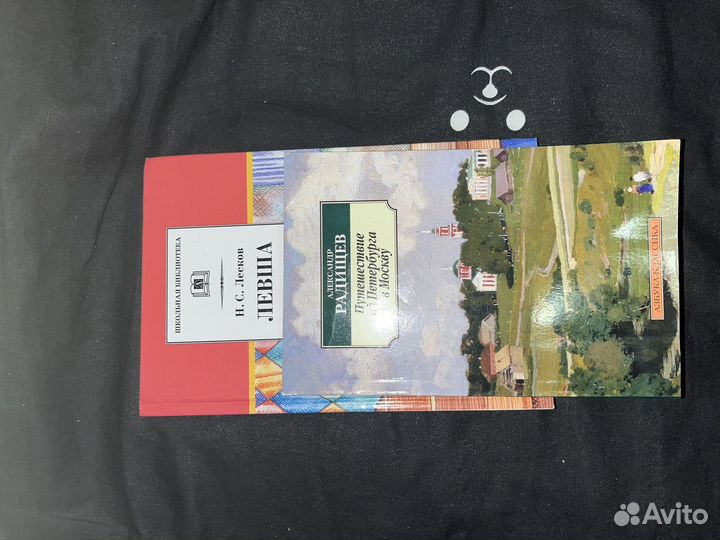 ШКОЛЬНАЯ БИБЛИОТЕКА
Н. С. Лесков
ЛЕВША
АЛЕКСАНДР
РАДИЩЕВ
Путешествие
из Петербурга
в Москву
АЗБУКА-КЛАССИКА
Avito